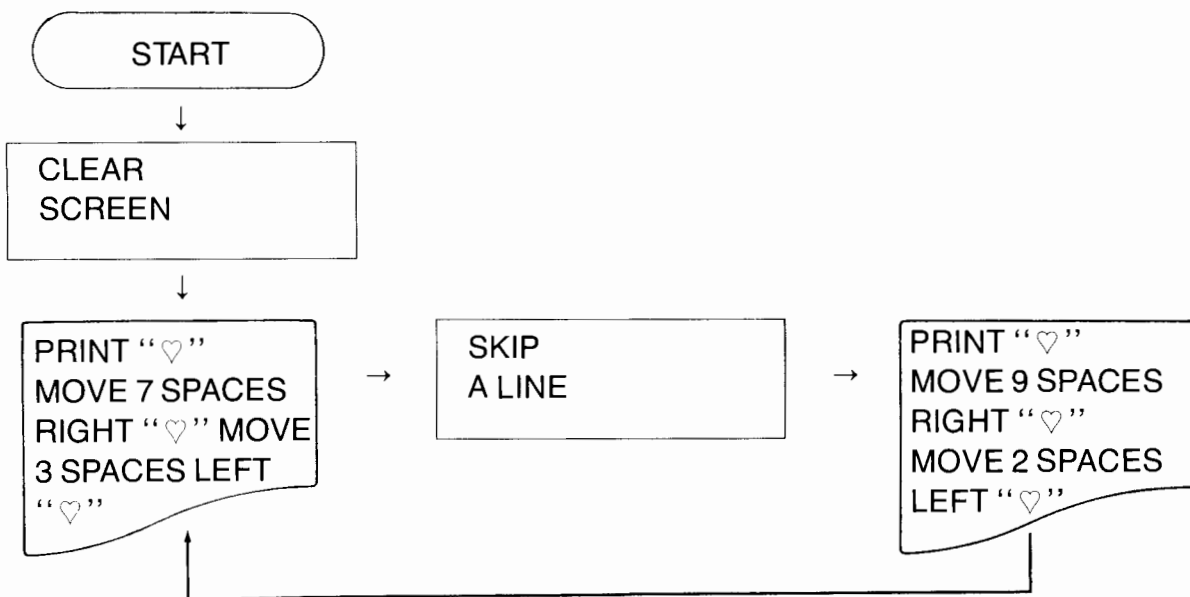 START
↓
CLEAR
SCREEN
↓
PRINT “♡”
MOVE 7 SPACES
RIGHT “♡” MOVE
3 SPACES LEFT
“♡”
→
SKIP
A LINE
→
PRINT “♡”
MOVE 9 SPACES
RIGHT “♡”
MOVE 2 SPACES
LEFT “♡”